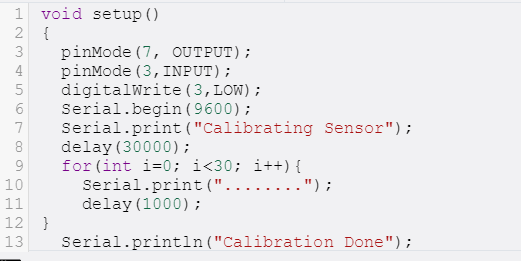 1 void setup()
2 {
3 pinMode(7, OUTPUT);
4 pinMode(3,INPUT);
5 digitalWrite(3,LOW);
6 Serial.begin(9600);
7 Serial.print("Calibrating Sensor");
8 delay(30000);
9 for(int i=0; i<30; i++){
10 Serial.print("........");
11 delay(1000);
12 }
13 Serial.println("Calibration Done");